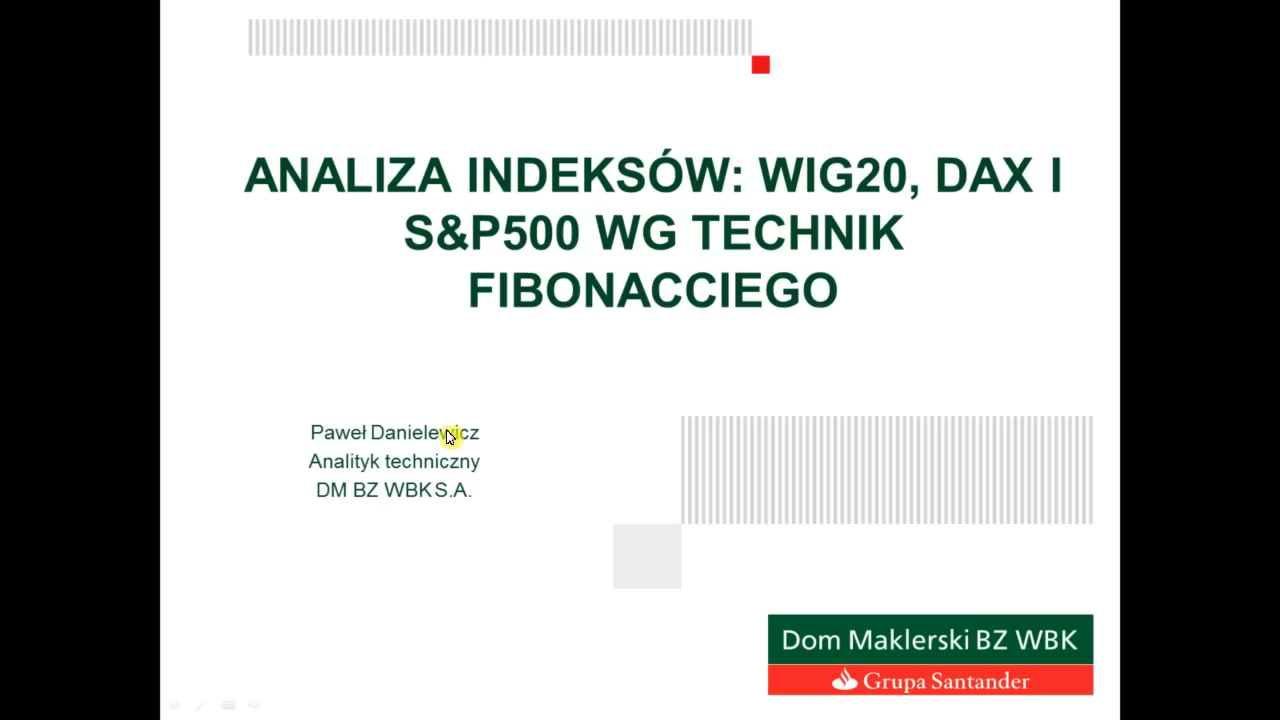 ANALIZA INDEKSÓW: WIG20, DAX I
S&P500 WG TECHNIK
FIBONACCIEGO
Paweł Danielewicz
Analityk techniczny
DM BZ WBK S.A.
Dom Maklerski BZ WBK
Grupa Santander